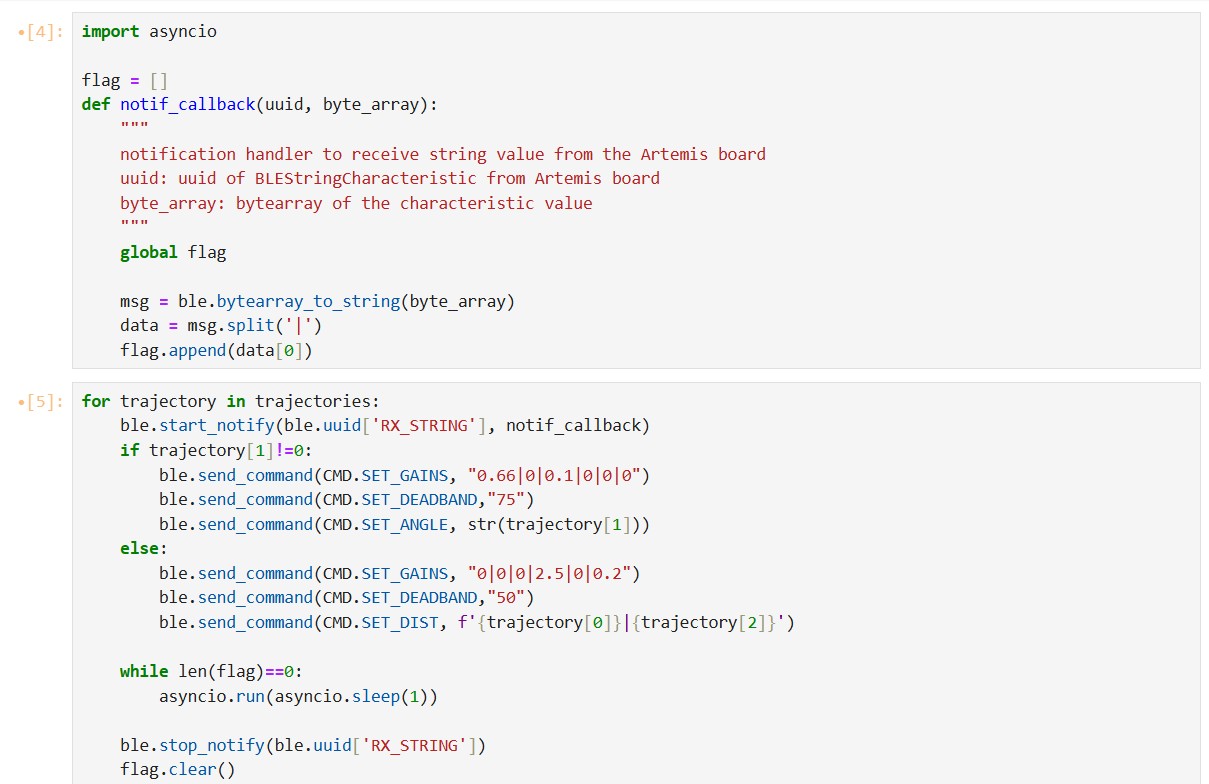 •[4]:
import asyncio
flag = []
def notif_callback(uuid, byte_array):
    """
    notification handler to receive string value from the Artemis board
    uuid: uuid of BLEStringCharacteristic from Artemis board
    byte_array: bytearray of the characteristic value
    """
    global flag
    msg = ble.bytearray_to_string(byte_array)
    data = msg.split('|')
    flag.append(data[0])
•[5]:
for trajectory in trajectories:
    ble.start_notify(ble.uuid['RX_STRING'], notif_callback)
    if trajectory[1]!=0:
        ble.send_command(CMD.SET_GAINS, "0.66|0|0.1|0|0|0")
        ble.send_command(CMD.SET_DEADBAND,"75")
        ble.send_command(CMD.SET_ANGLE, str(trajectory[1]))
    else:
        ble.send_command(CMD.SET_GAINS, "0|0|0|2.5|0|0.2")
        ble.send_command(CMD.SET_DEADBAND,"50")
        ble.send_command(CMD.SET_DIST, f'{trajectory[0]}|{trajectory[2]}')
    while len(flag)==0:
        asyncio.run(asyncio.sleep(1))
    ble.stop_notify(ble.uuid['RX_STRING'])
    flag.clear()